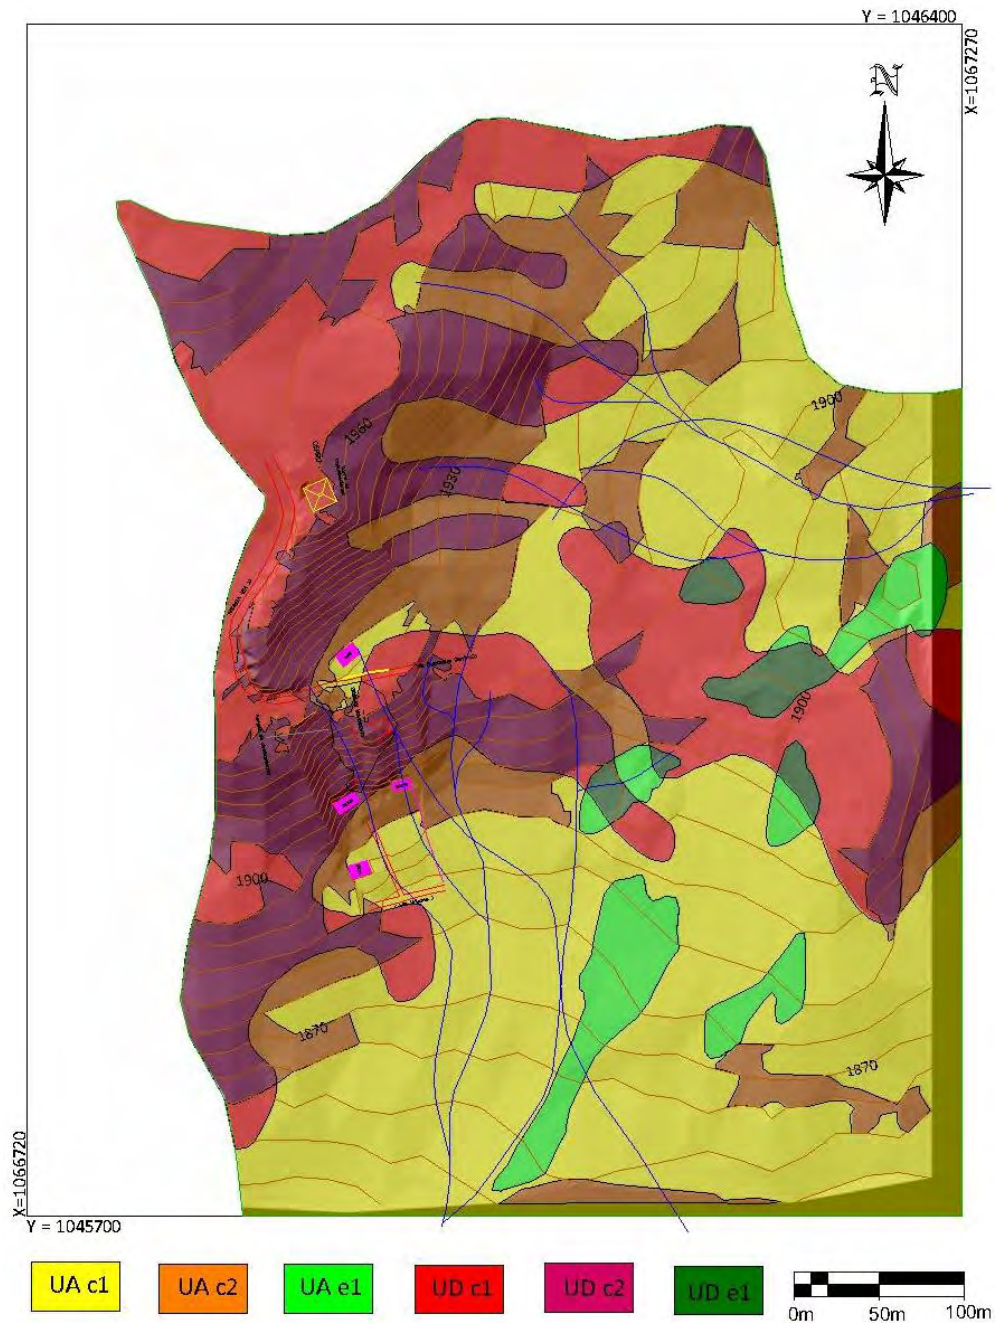 Y = 1046400
X=1067270
N
1900
1960
1930
1900
1900
1870
1870
X=1066720
Y = 1045700
UA c1
UA c2
UA e1
UD c1
UD c2
UD e1
0m
50m
100m